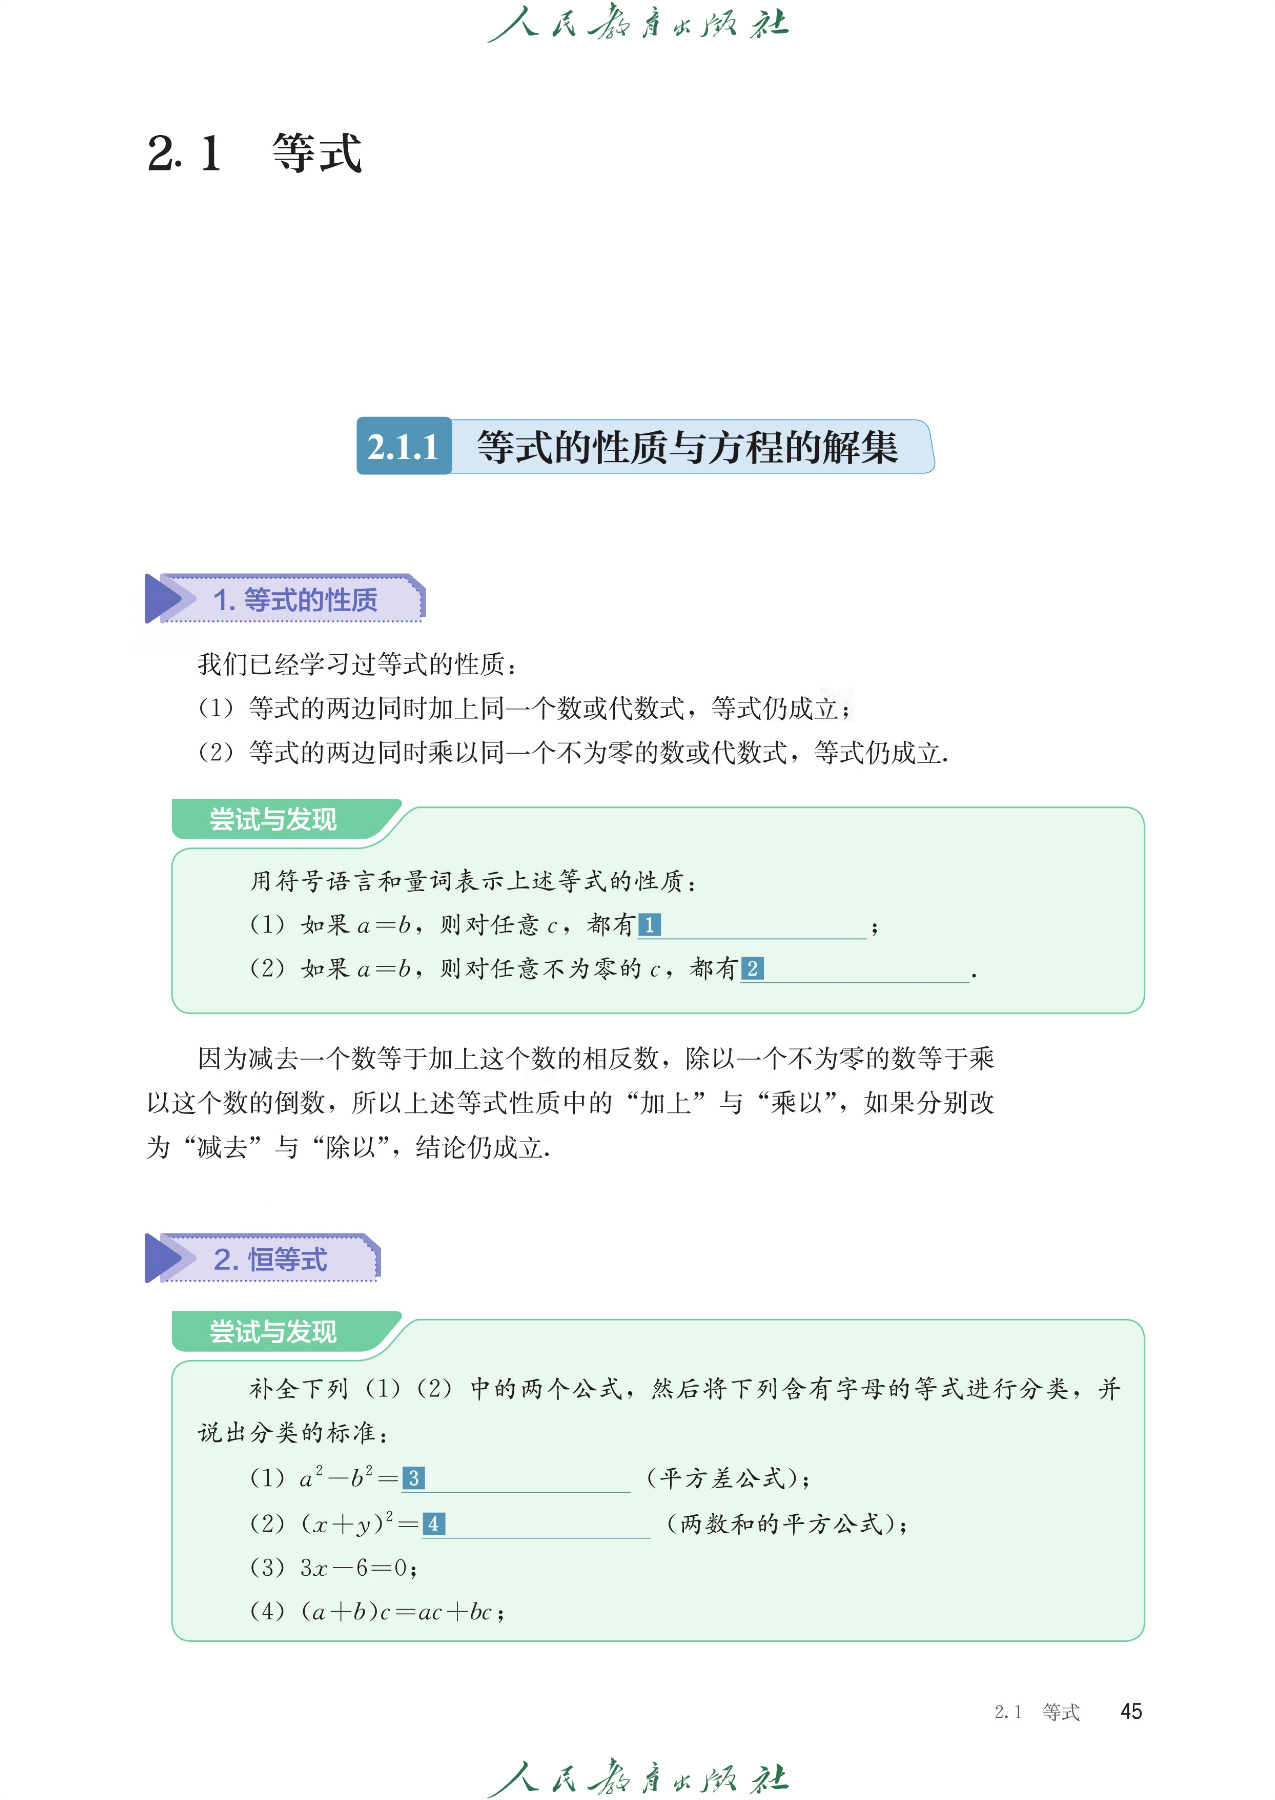 人民教育出版社
2.1 等式
2.1.1 等式的性质与方程的解集
1. 等式的性质
我们已经学习过等式的性质：
（1）等式的两边同时加上同一个数或代数式，等式仍成立；
（2）等式的两边同时乘以同一个不为零的数或代数式，等式仍成立.
尝试与发现
用符号语言和量词表示上述等式的性质：
（1）如果 a＝b，则对任意 c，都有 1 ；
（2）如果 a＝b，则对任意不为零的 c，都有 2 .
因为减去一个数等于加上这个数的相反数，除以一个不为零的数等于乘
以这个数的倒数，所以上述等式性质中的“加上”与“乘以”，如果分别改
为“减去”与“除以”，结论仍成立.
2. 恒等式
尝试与发现
补全下列（1）（2）中的两个公式，然后将下列含有字母的等式进行分类，并
说出分类的标准：
（1）a²－b²＝ 3 （平方差公式）；
（2）(x＋y)²＝ 4 （两数和的平方公式）；
（3）3x－6＝0；
（4）(a＋b)c＝ac＋bc；
2.1 等式 45
人民教育出版社